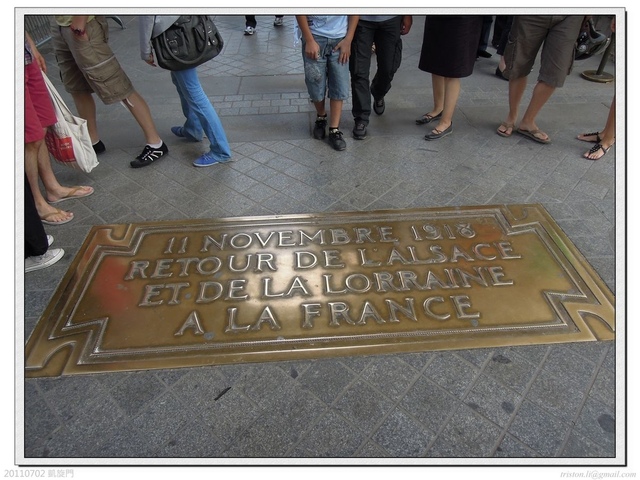 11 NOVEMBRE 1918
RETOUR DE L'ALSACE
ET DE LA LORRAINE
A LA FRANCE
20110702 凱旋門
tristan.li@gmail.com